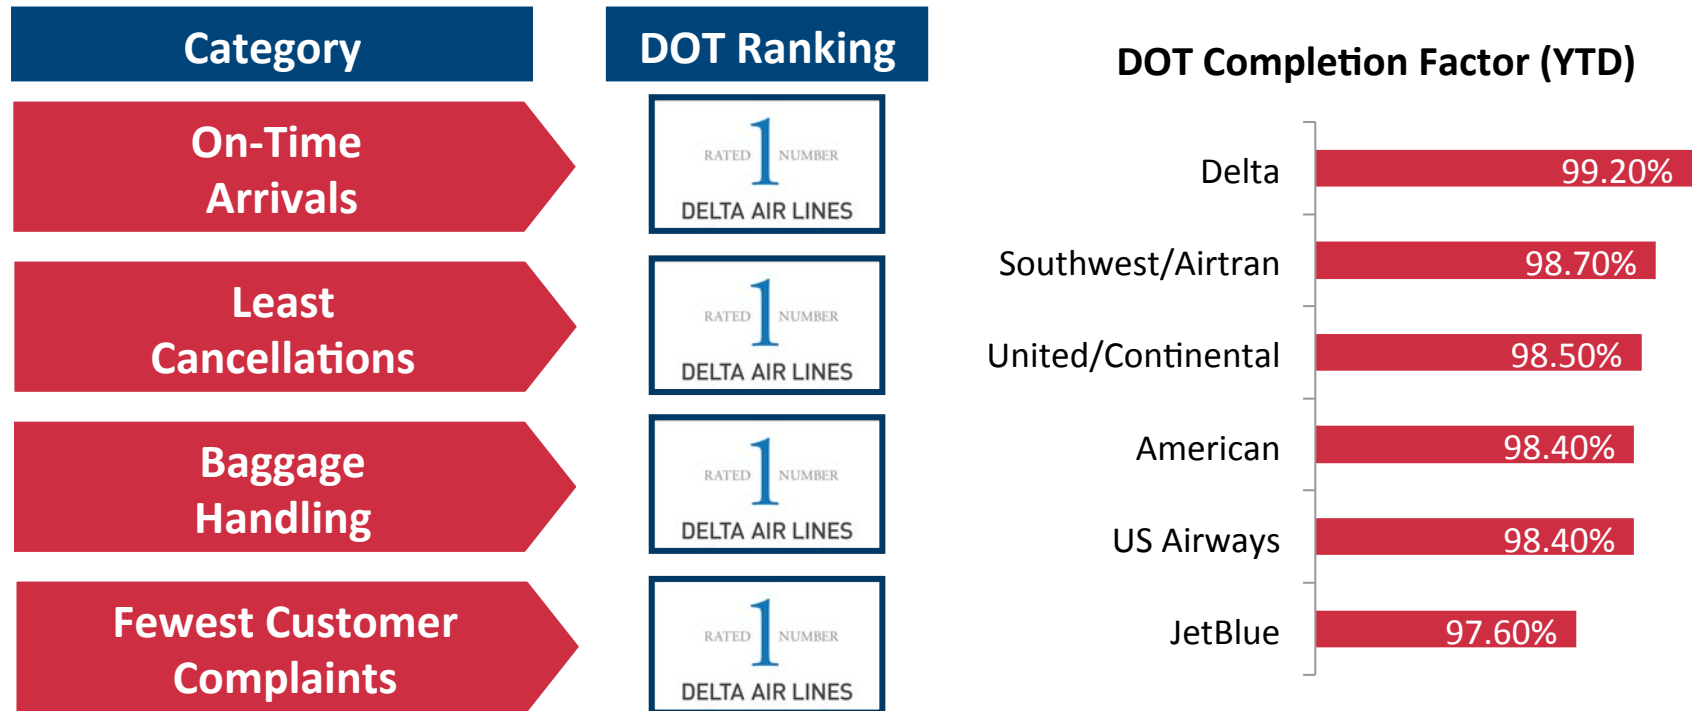 Category
DOT Ranking
On-Time
Arrivals
RATED 1 NUMBER
DELTA AIR LINES
Least
Cancellations
RATED 1 NUMBER
DELTA AIR LINES
Baggage
Handling
RATED 1 NUMBER
DELTA AIR LINES
Fewest Customer
Complaints
RATED 1 NUMBER
DELTA AIR LINES
DOT Completion Factor (YTD)
Delta 99.20%
Southwest/Airtran 98.70%
United/Continental 98.50%
American 98.40%
US Airways 98.40%
JetBlue 97.60%